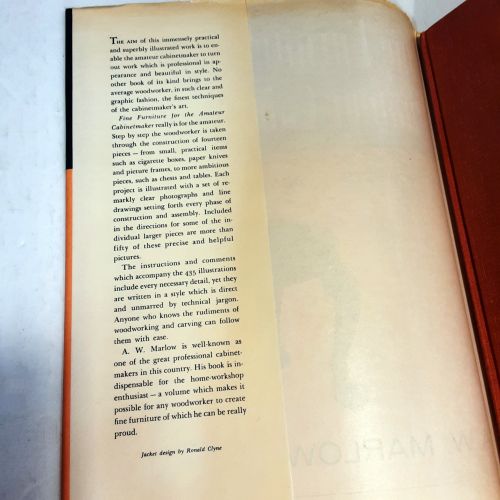 THE AIM of this immensely practical
and superbly illustrated work is to en-
able the amateur cabinetmaker to turn
out work which is professional in ap-
pearance and beautiful in style. No
other book of its kind brings to the
average woodworker, in such clear and
graphic fashion, the finest techniques
of the cabinetmaker's art.
Fine Furniture for the Amateur
Cabinetmaker really is for the amateur.
Step by step the woodworker is taken
through the construction of fourteen
pieces — from small, practical items
such as cigarette boxes, paper knives
and picture frames, to more ambitious
pieces, such as chests and tables. Each
project is illustrated with a set of re-
markly clear photographs and line
drawings setting forth every phase of
construction and assembly. Included
in the directions for some of the in-
dividual larger pieces are more than
fifty of these precise and helpful
pictures.
The instructions and comments
which accompany the 435 illustrations
include every necessary detail, yet they
are written in a style which is direct
and unmarred by technical jargon.
Anyone who knows the rudiments of
woodworking and carving can follow
them with ease.
A. W. Marlow is well-known as
one of the great professional cabinet-
makers in this country. His book is in-
dispensable for the home-workshop
enthusiast — a volume which makes it
possible for any woodworker to create
fine furniture of which he can be really
proud.
Jacket design by Ronald Clyne
W MARLOW